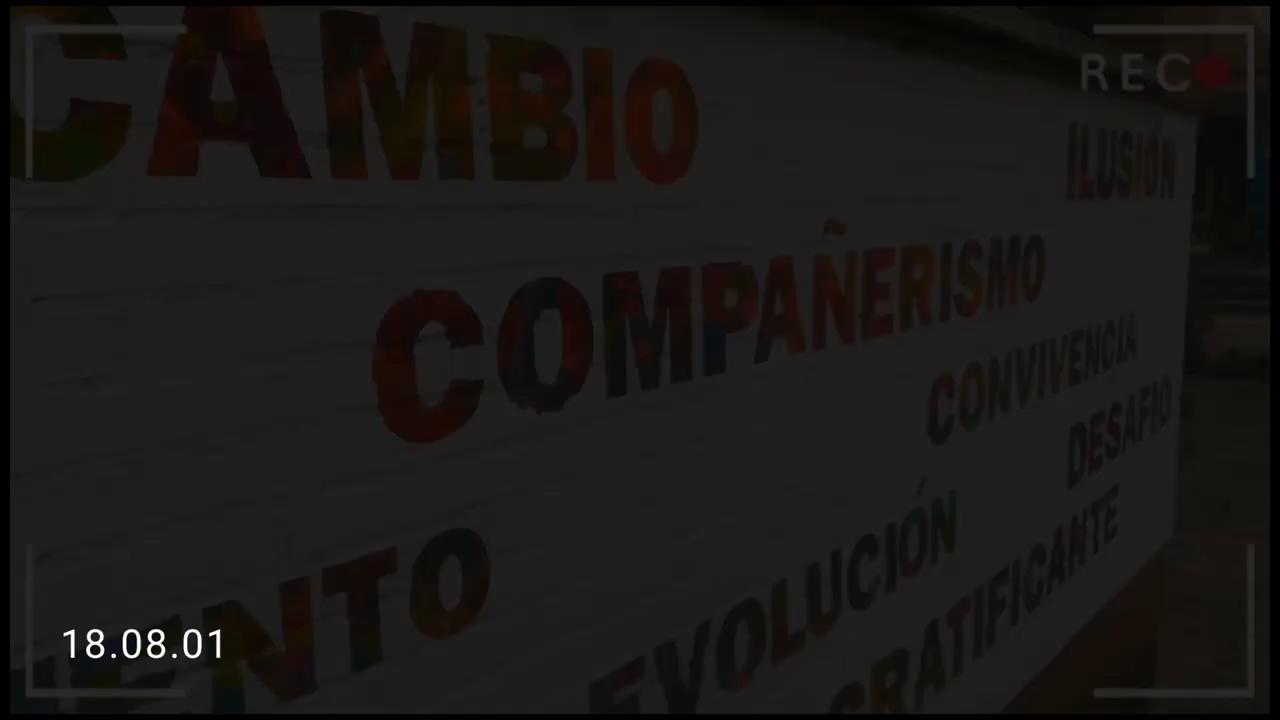 CAMBIO
REC
ILUSIÓN
COMPAÑERISMO
CONVIVENCIA
DESAFIO
EVOLUCIÓN
GRATIFICANTE
18.08.01